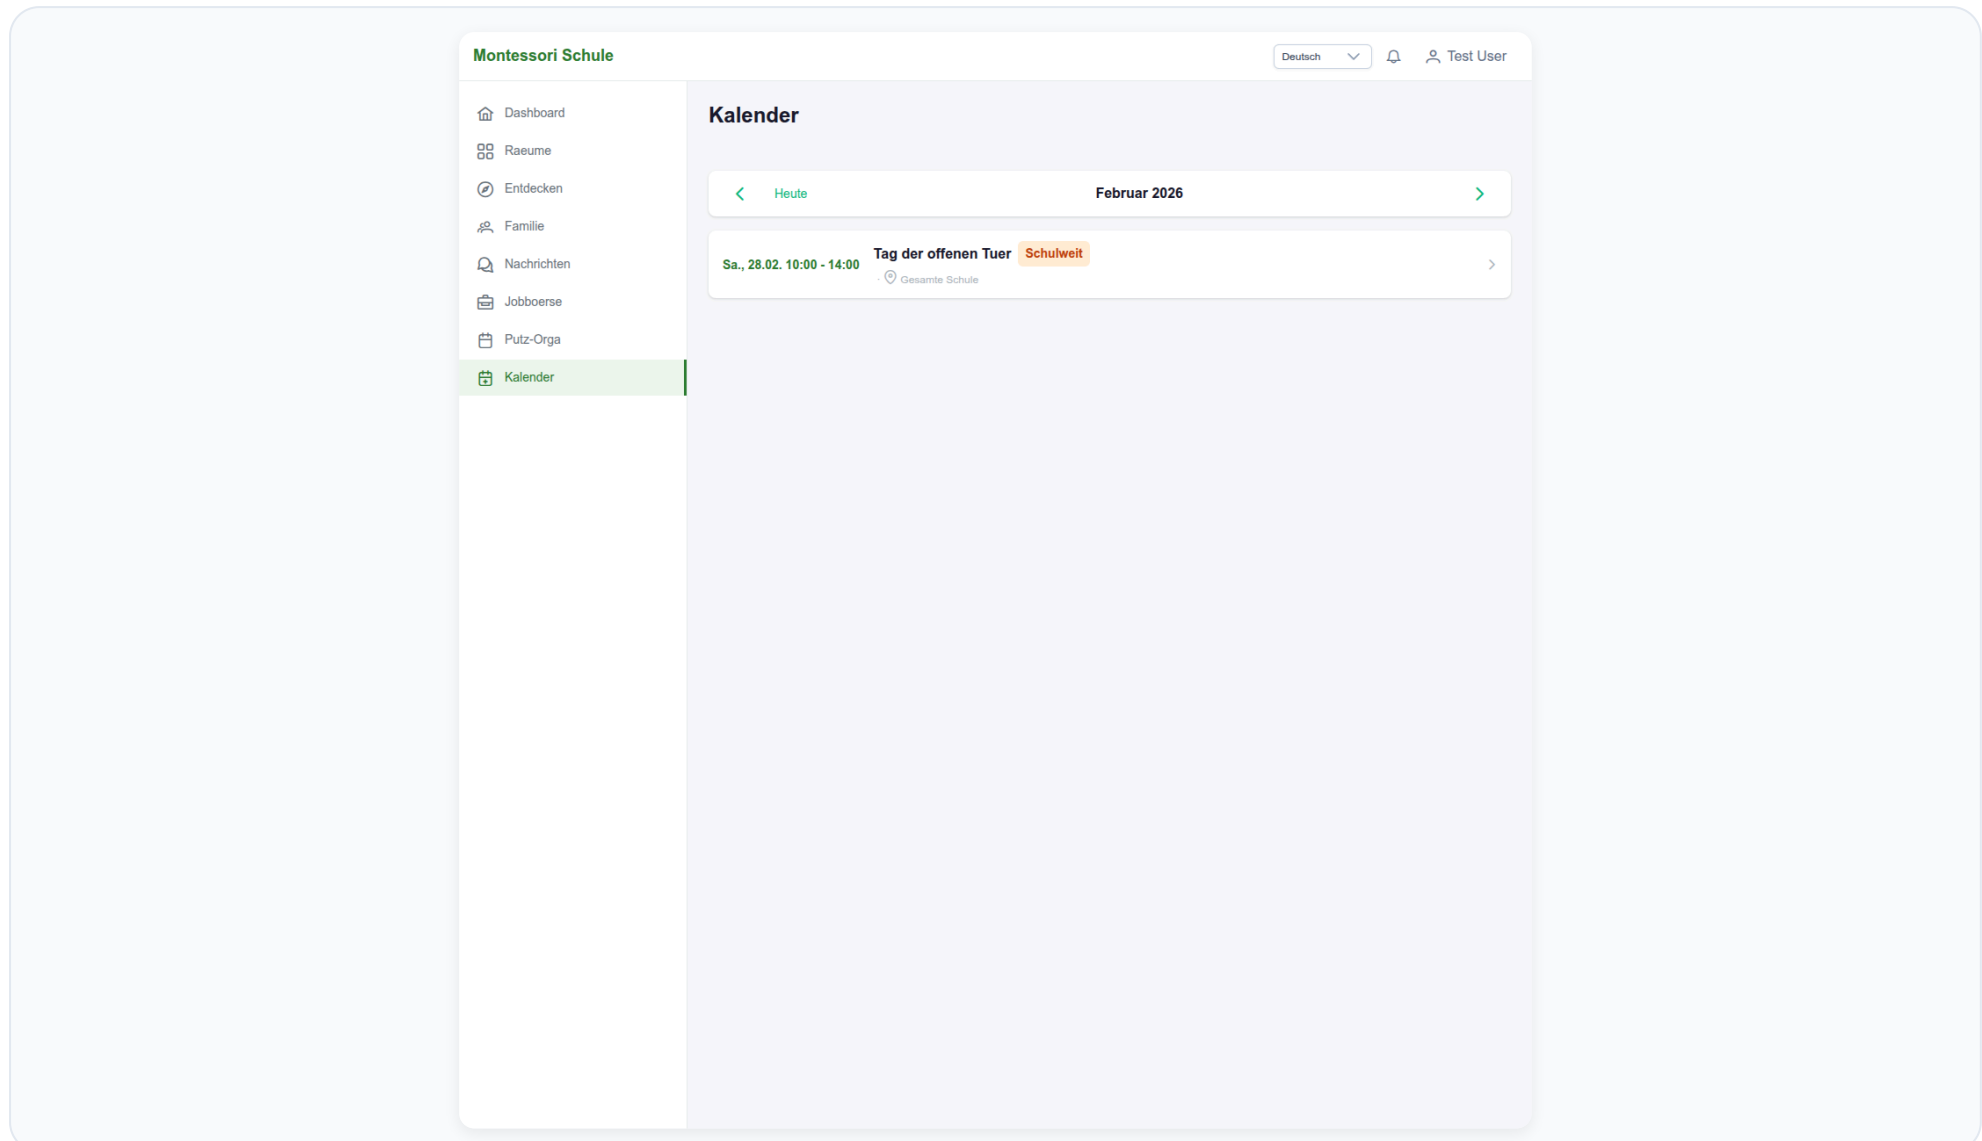 Montessori Schule
Deutsch
Test User
Dashboard
Raeume
Entdecken
Familie
Nachrichten
Jobboerse
Putz-Orga
Kalender
Kalender
Heute
Februar 2026
Sa., 28.02. 10:00 - 14:00
Tag der offenen Tuer Schulweit
· Gesamte Schule